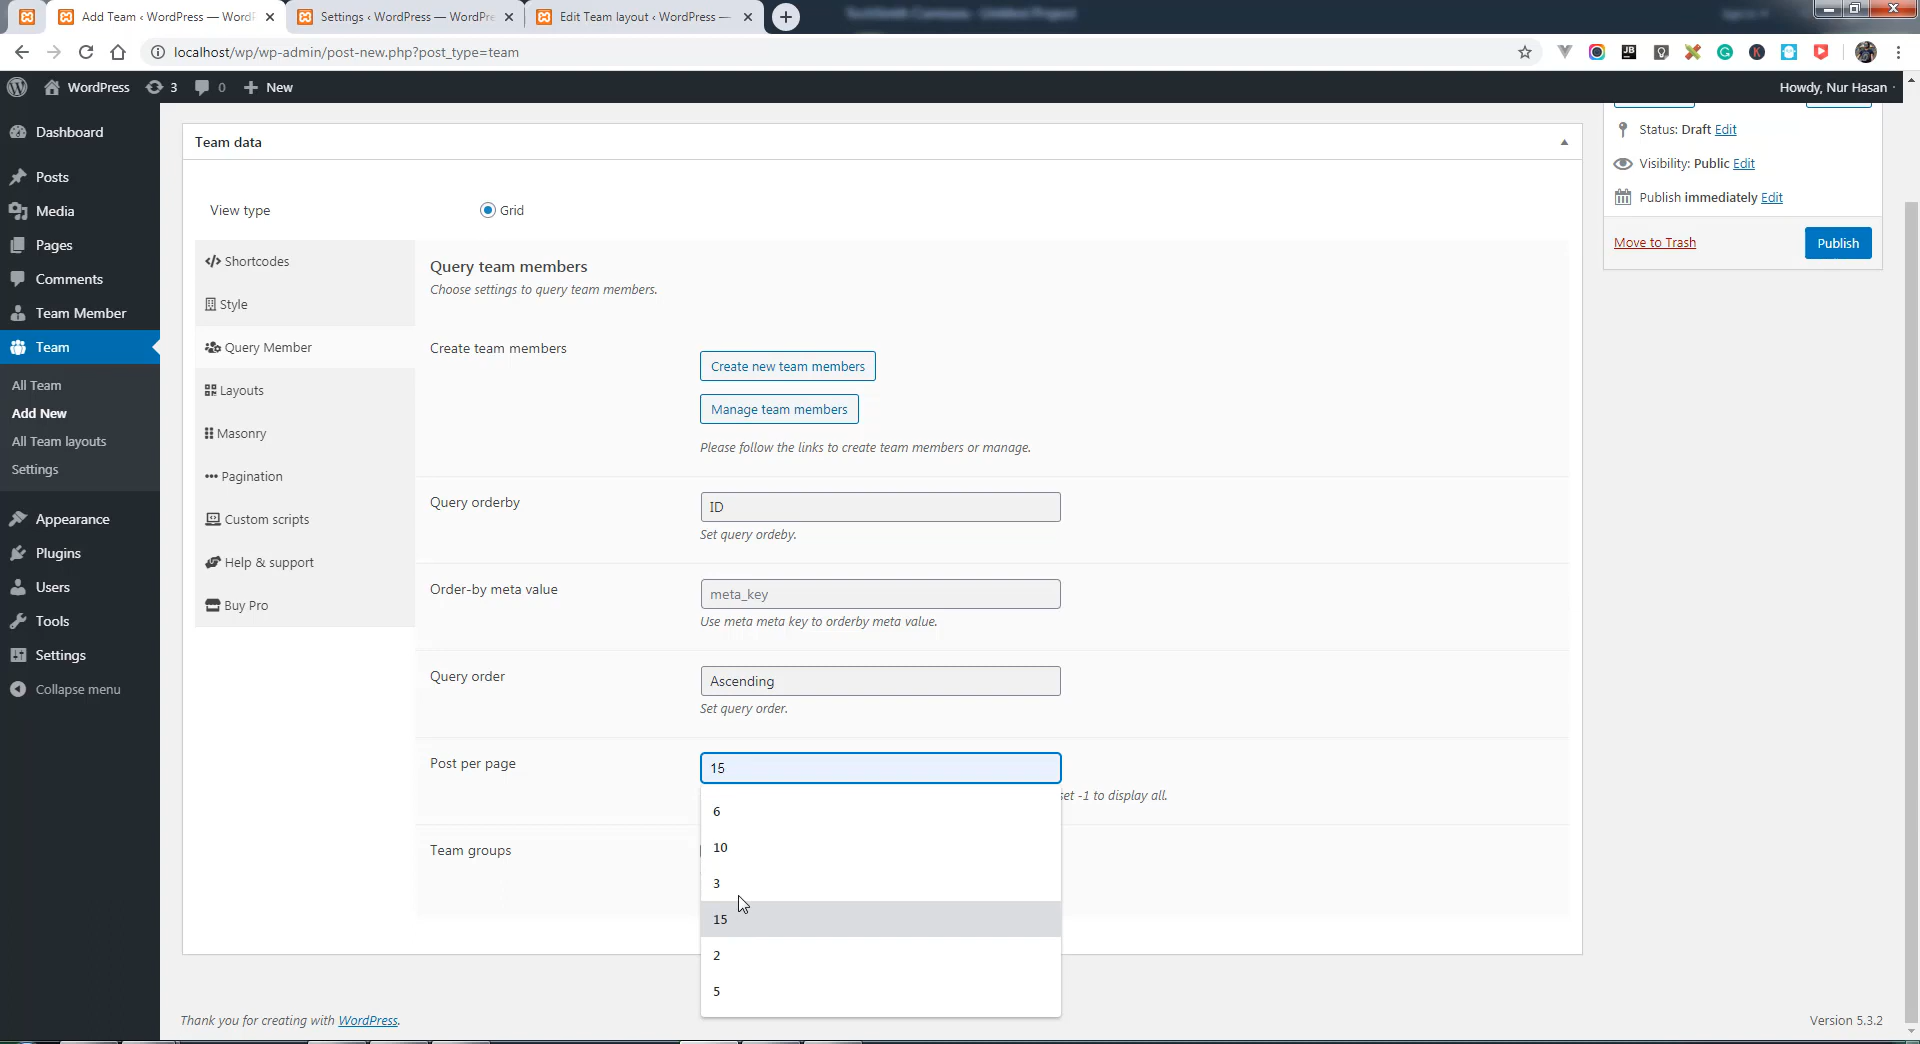 Add Team ‹ WordPress — WordP
Settings ‹ WordPress — WordPre
Edit Team layout ‹ WordPress —
TechSmith Camtasia - Untitled Project
localhost/wp/wp-admin/post-new.php?post_type=team
WordPress
3
0
New
Howdy, Nur Hasan
Dashboard
Posts
Media
Pages
Comments
Team Member
Team
All Team
Add New
All Team layouts
Settings
Appearance
Plugins
Users
Tools
Settings
Collapse menu
Team data
View type
Grid
Shortcodes
Style
Query Member
Layouts
Masonry
Pagination
Custom scripts
Help & support
Buy Pro
Query team members
Choose settings to query team members.
Create team members
Create new team members
Manage team members
Please follow the links to create team members or manage.
Query orderby
ID
Set query ordeby.
Order-by meta value
meta_key
Use meta meta key to orderby meta value.
Query order
Ascending
Set query order.
Post per page
15
set -1 to display all.
6
10
3
15
2
5
Team groups
Status: Draft Edit
Visibility: Public Edit
Publish immediately Edit
Move to Trash
Publish
Thank you for creating with WordPress.
Version 5.3.2